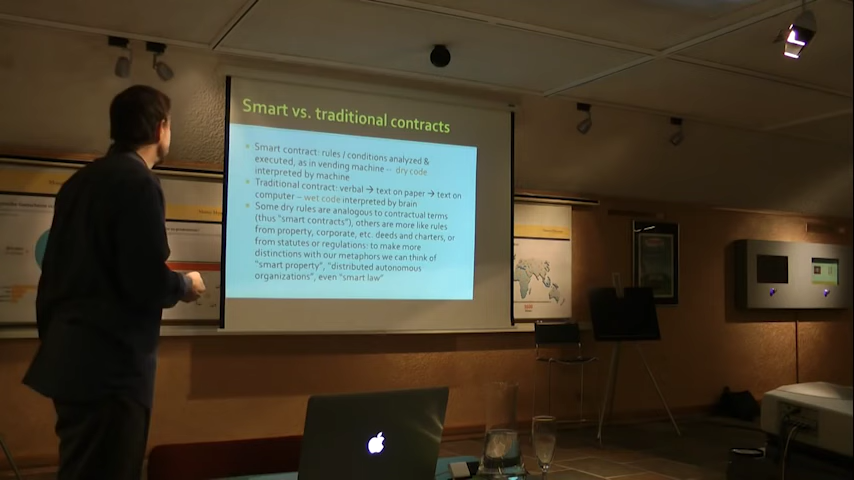 Smart vs. traditional contracts
Smart contract: rules / conditions analyzed &
executed, as in vending machine – dry code
interpreted by machine
Traditional contract: verbal → text on paper → text on
computer – wet code interpreted by brain
Some dry rules are analogous to contractual terms
(thus "smart contracts"), others are more like rules
from property, corporate, etc. deeds and charters, or
from statutes or regulations: to make more
distinctions with our metaphors we can think of
"smart property", "distributed autonomous
organizations", even "smart law"